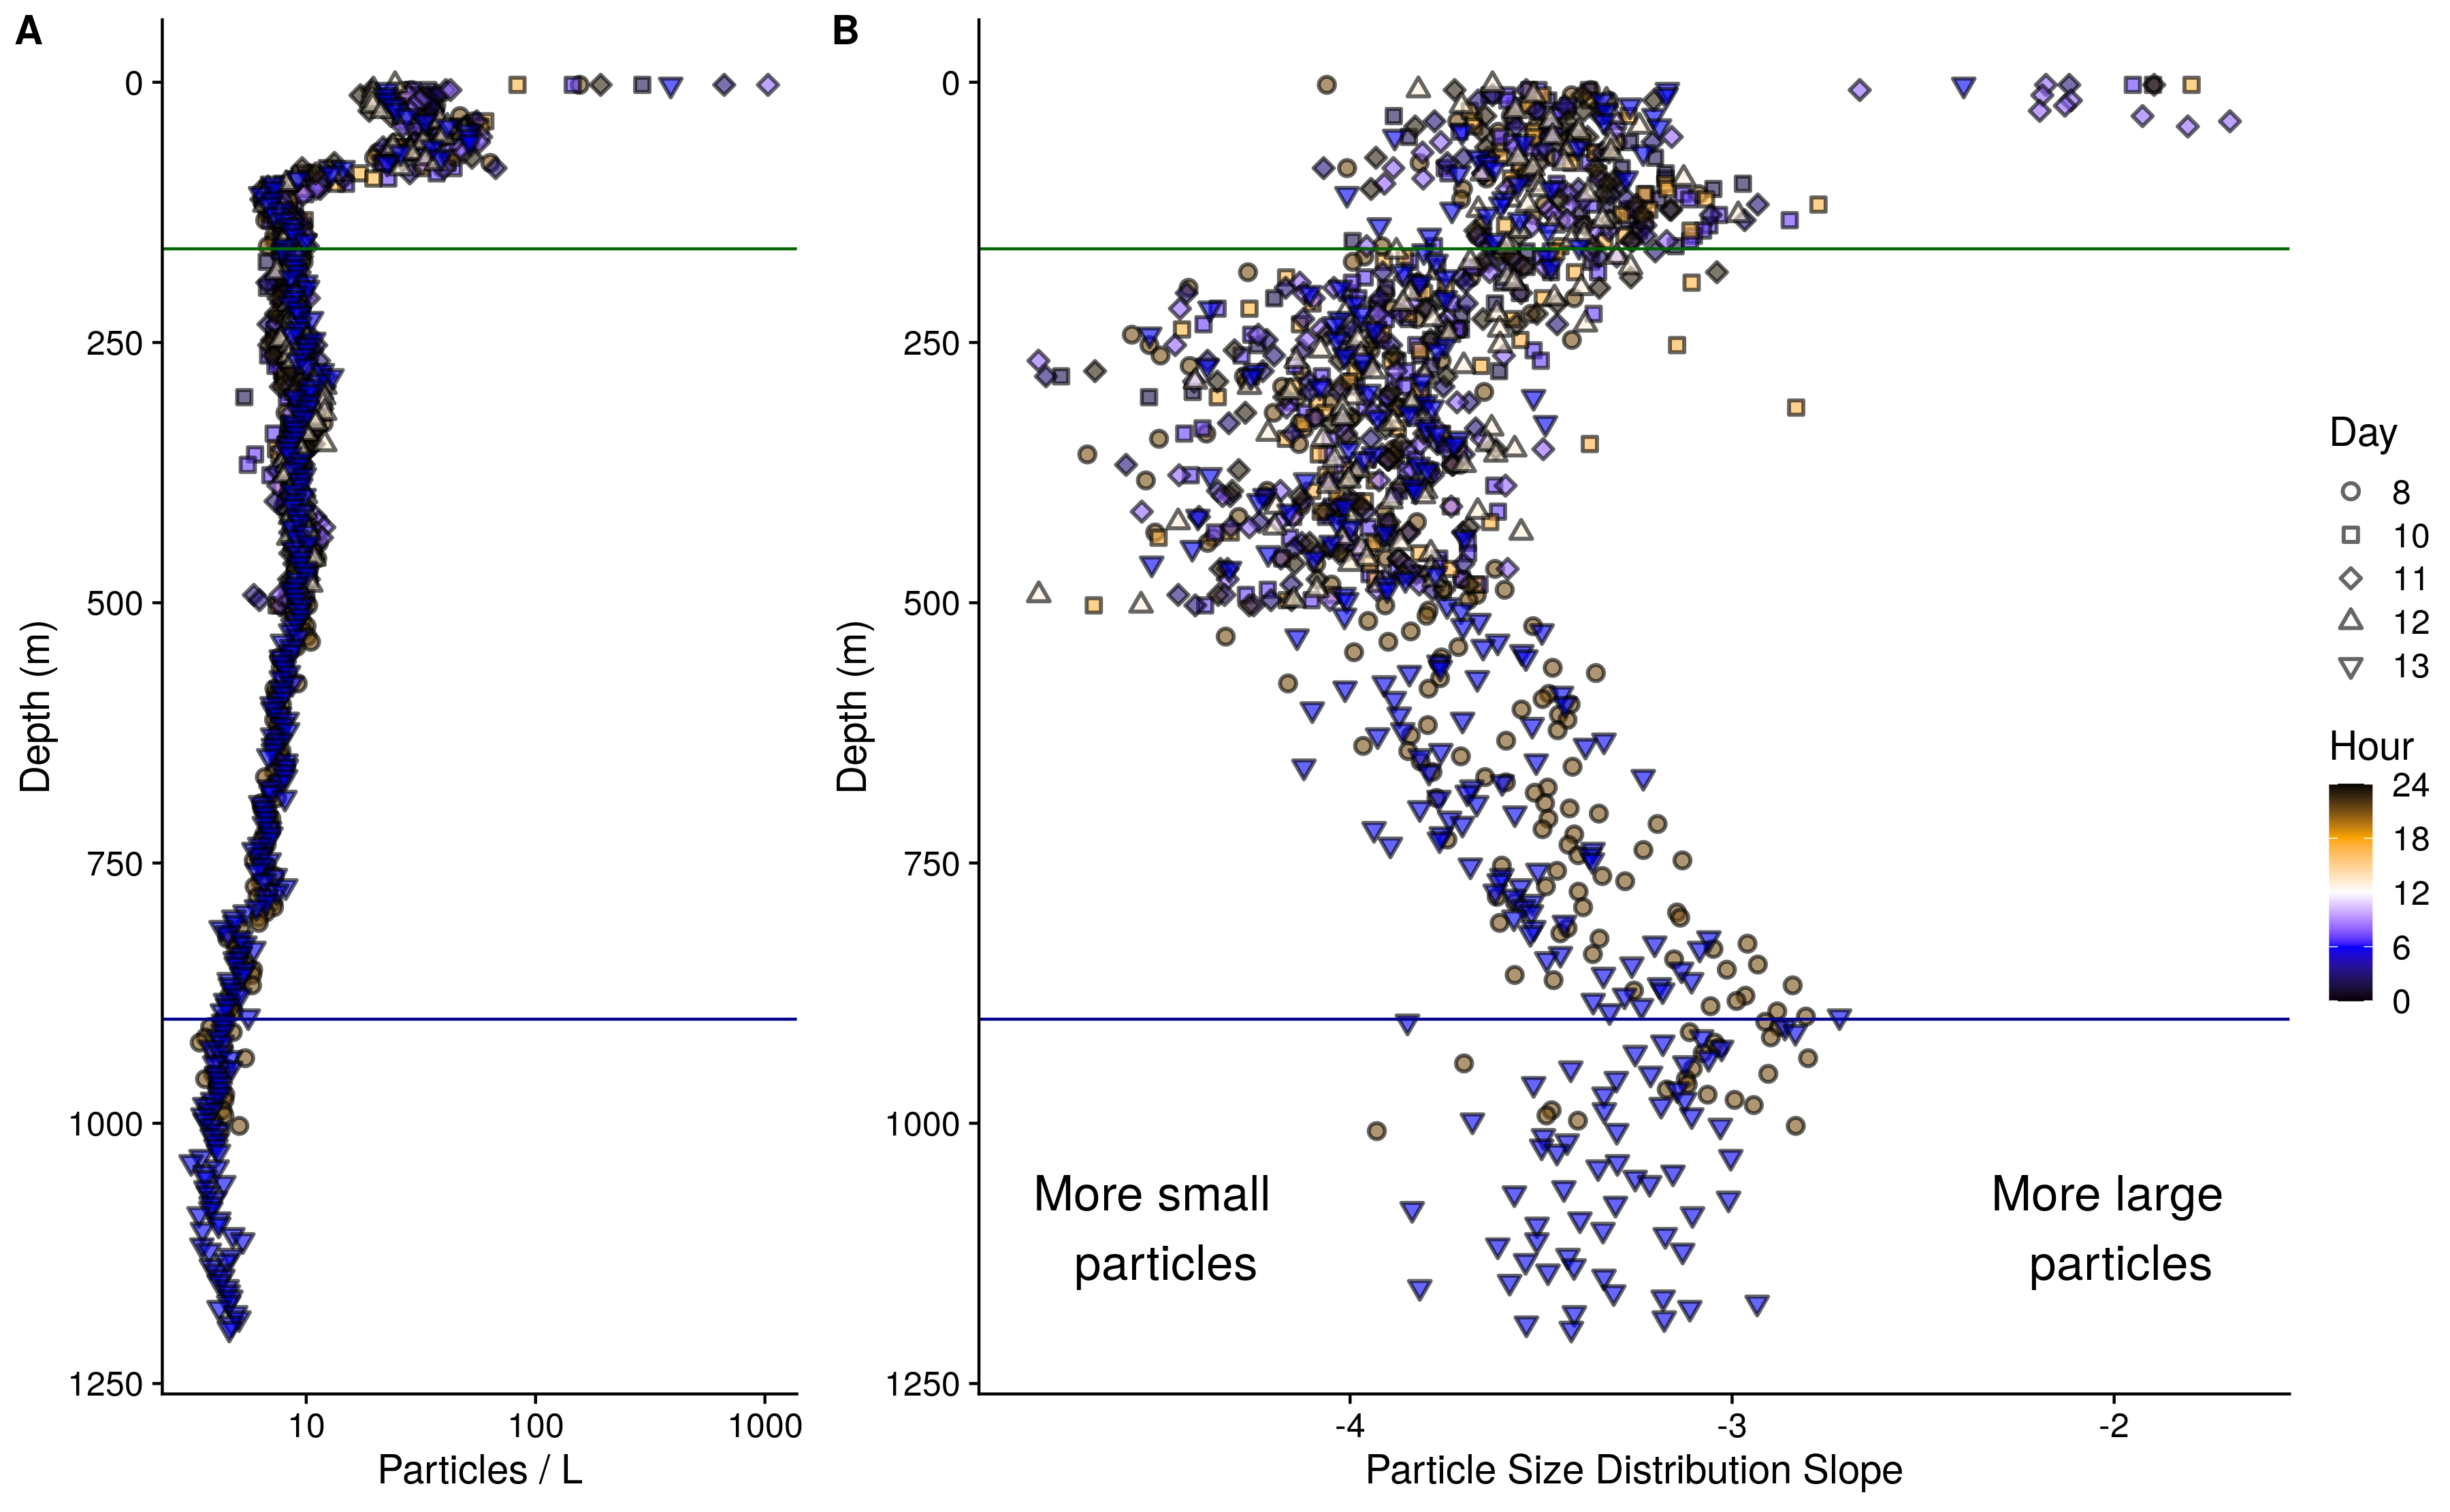 A
0
250
500
750
1000
1250
Depth (m)
10
100
1000
Particles / L
B
0
250
500
750
1000
1250
Depth (m)
More small
particles
More large
particles
-4
-3
-2
Particle Size Distribution Slope
Day
8
10
11
12
13
Hour
24
18
12
6
0